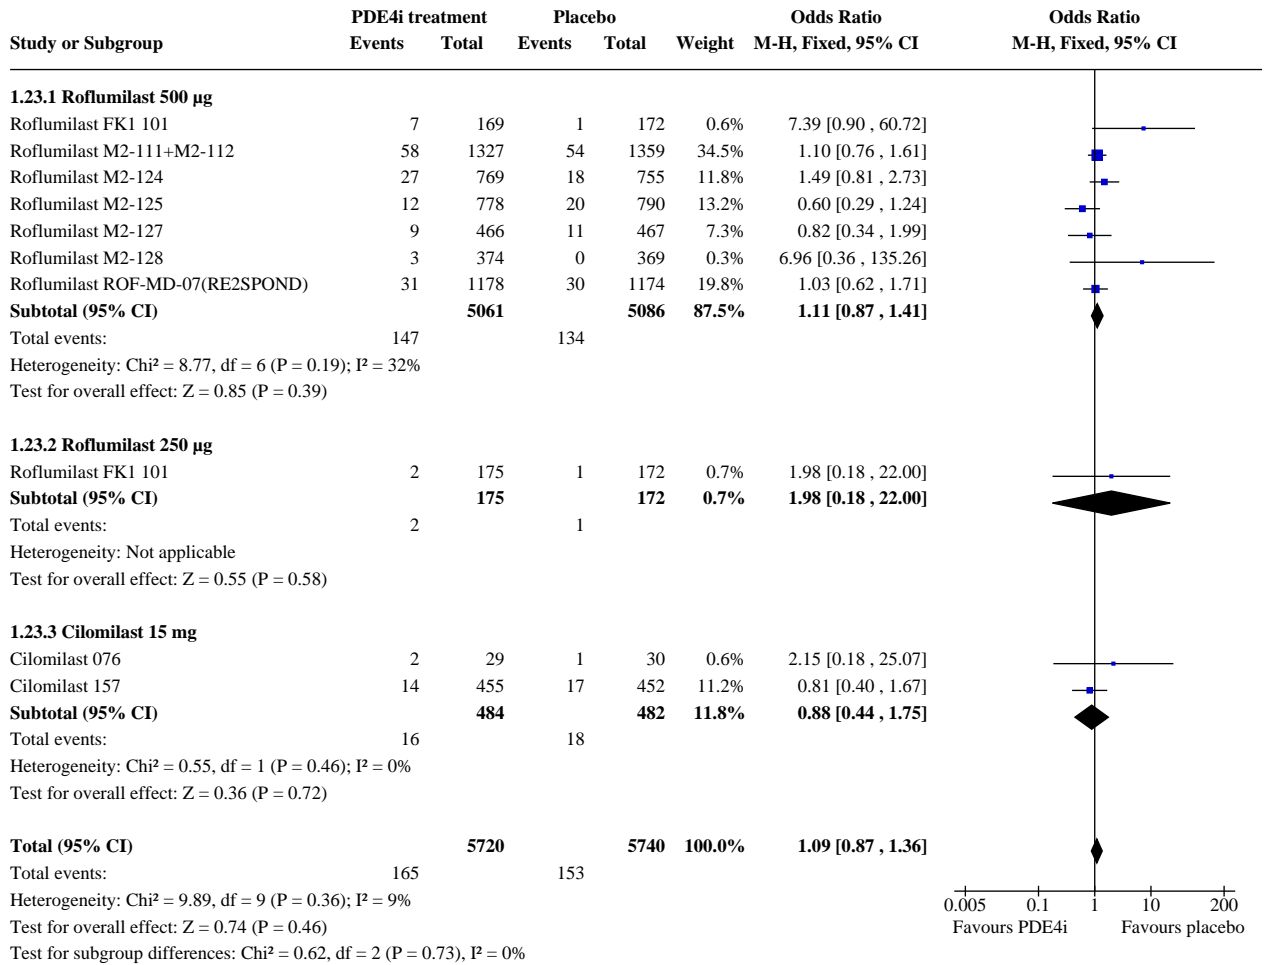 PDE4i treatment Placebo Odds Ratio Odds Ratio
Study or Subgroup Events Total Events Total Weight M-H, Fixed, 95% CI M-H, Fixed, 95% CI
1.23.1 Roflumilast 500 µg
Roflumilast FK1 101 7 169 1 172 0.6% 7.39 [0.90 , 60.72]
Roflumilast M2-111+M2-112 58 1327 54 1359 34.5% 1.10 [0.76 , 1.61]
Roflumilast M2-124 27 769 18 755 11.8% 1.49 [0.81 , 2.73]
Roflumilast M2-125 12 778 20 790 13.2% 0.60 [0.29 , 1.24]
Roflumilast M2-127 9 466 11 467 7.3% 0.82 [0.34 , 1.99]
Roflumilast M2-128 3 374 0 369 0.3% 6.96 [0.36 , 135.26]
Roflumilast ROF-MD-07(RE2SPOND) 31 1178 30 1174 19.8% 1.03 [0.62 , 1.71]
Subtotal (95% CI) 5061 5086 87.5% 1.11 [0.87 , 1.41]
Total events: 147 134
Heterogeneity: Chi² = 8.77, df = 6 (P = 0.19); I² = 32%
Test for overall effect: Z = 0.85 (P = 0.39)
1.23.2 Roflumilast 250 µg
Roflumilast FK1 101 2 175 1 172 0.7% 1.98 [0.18 , 22.00]
Subtotal (95% CI) 175 172 0.7% 1.98 [0.18 , 22.00]
Total events: 2 1
Heterogeneity: Not applicable
Test for overall effect: Z = 0.55 (P = 0.58)
1.23.3 Cilomilast 15 mg
Cilomilast 076 2 29 1 30 0.6% 2.15 [0.18 , 25.07]
Cilomilast 157 14 455 17 452 11.2% 0.81 [0.40 , 1.67]
Subtotal (95% CI) 484 482 11.8% 0.88 [0.44 , 1.75]
Total events: 16 18
Heterogeneity: Chi² = 0.55, df = 1 (P = 0.46); I² = 0%
Test for overall effect: Z = 0.36 (P = 0.72)
Total (95% CI) 5720 5740 100.0% 1.09 [0.87 , 1.36]
Total events: 165 153
Heterogeneity: Chi² = 9.89, df = 9 (P = 0.36); I² = 9%
0.005 0.1 1 10 200
Test for overall effect: Z = 0.74 (P = 0.46)
Favours PDE4i Favours placebo
Test for subgroup differences: Chi² = 0.62, df = 2 (P = 0.73), I² = 0%